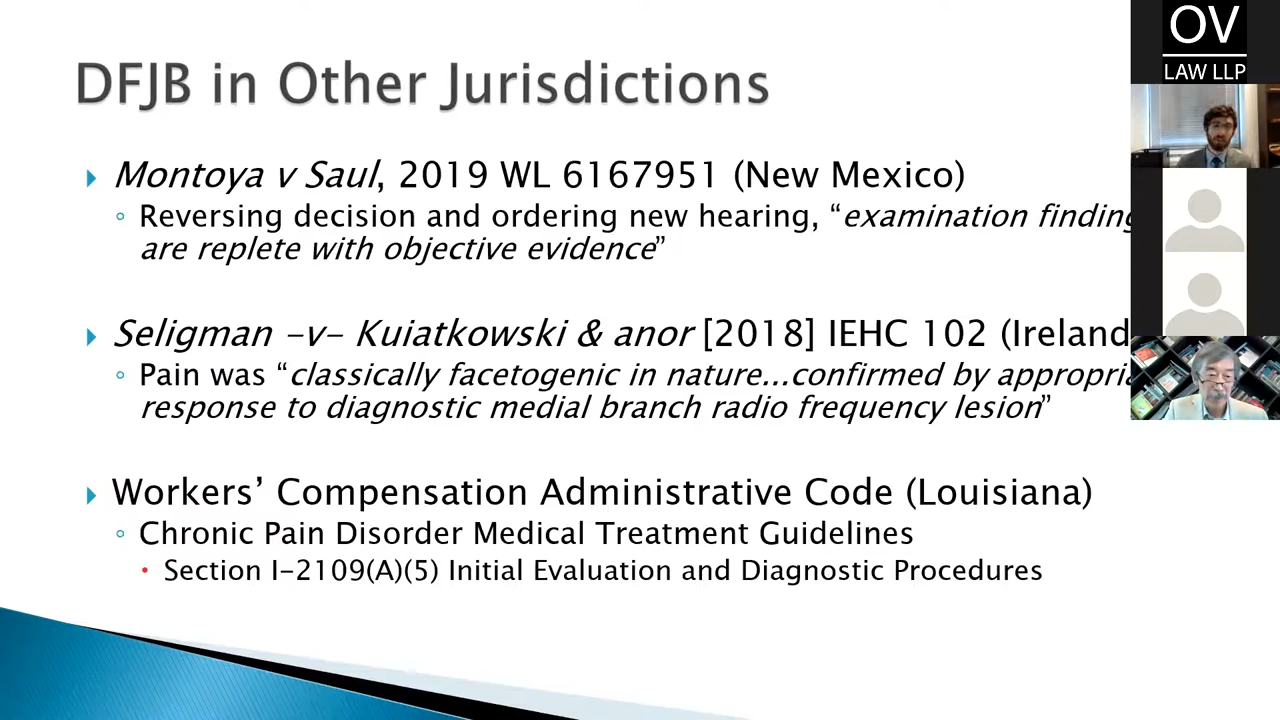 DFJB in Other Jurisdictions
Montoya v Saul, 2019 WL 6167951 (New Mexico)
Reversing decision and ordering new hearing, “examination finding
are replete with objective evidence”
Seligman -v- Kuiatkowski & anor [2018] IEHC 102 (Ireland
Pain was “classically facetogenic in nature...confirmed by appropria
response to diagnostic medial branch radio frequency lesion”
Workers’ Compensation Administrative Code (Louisiana)
Chronic Pain Disorder Medical Treatment Guidelines
Section I-2109(A)(5) Initial Evaluation and Diagnostic Procedures
OV
LAW LLP